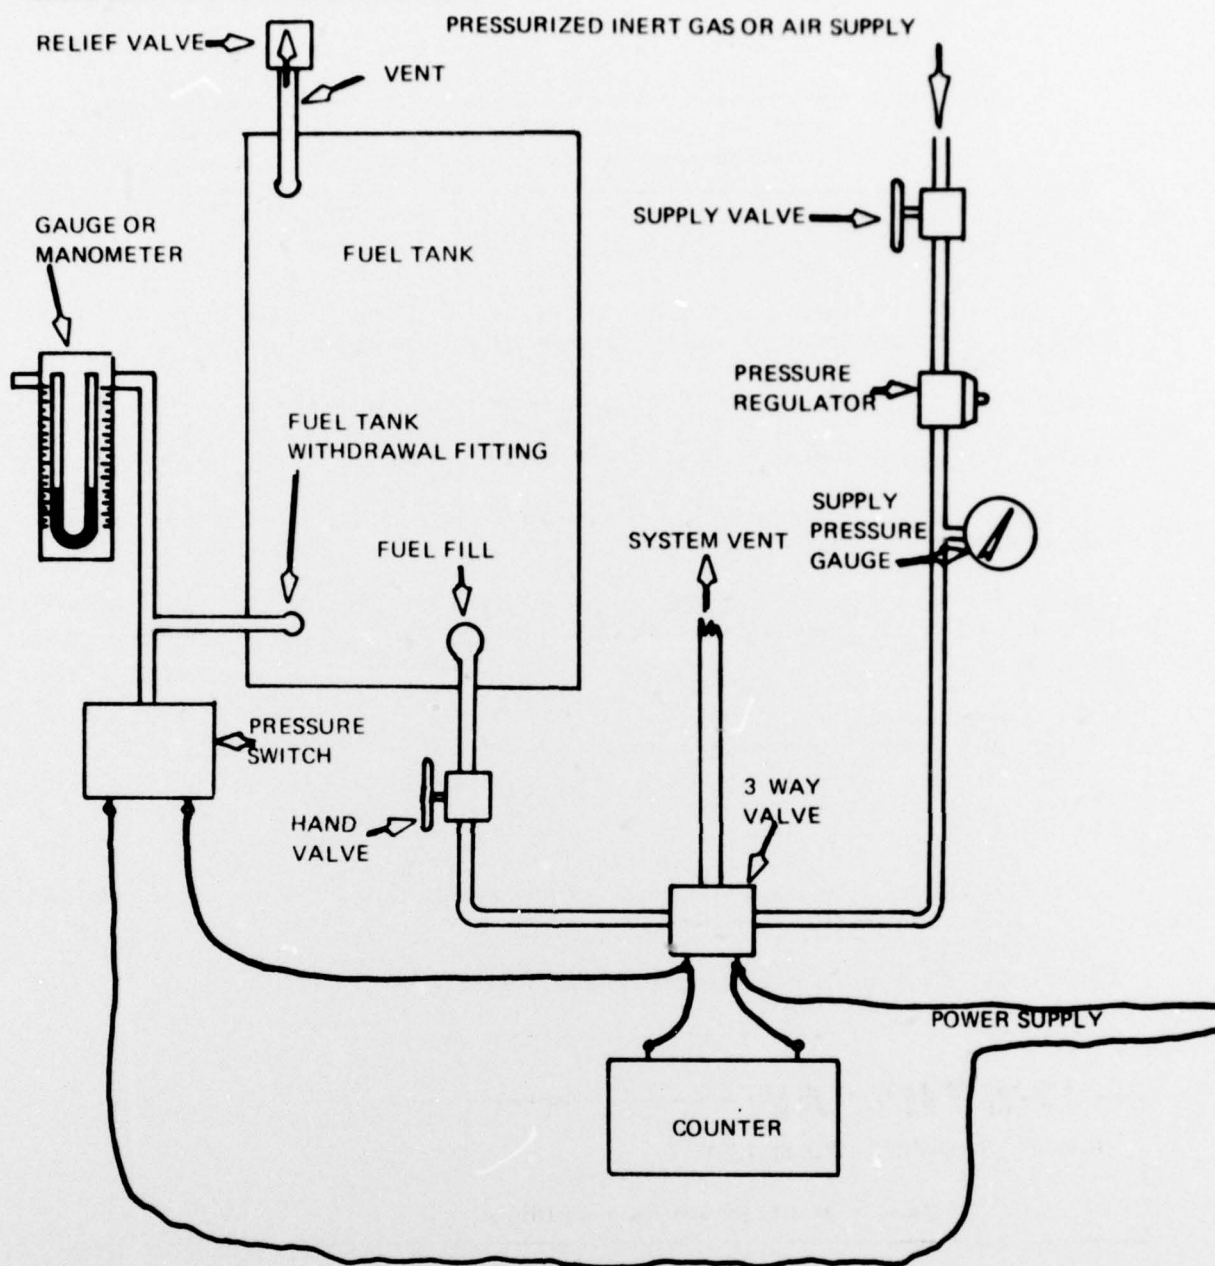 PRESSURIZED INERT GAS OR AIR SUPPLY
RELIEF VALVE
VENT
GAUGE OR
MANOMETER
FUEL TANK
SUPPLY VALVE
PRESSURE
REGULATOR
FUEL TANK
WITHDRAWAL FITTING
SUPPLY
PRESSURE
GAUGE
FUEL FILL
SYSTEM VENT
PRESSURE
SWITCH
3 WAY
VALVE
HAND
VALVE
POWER SUPPLY
COUNTER